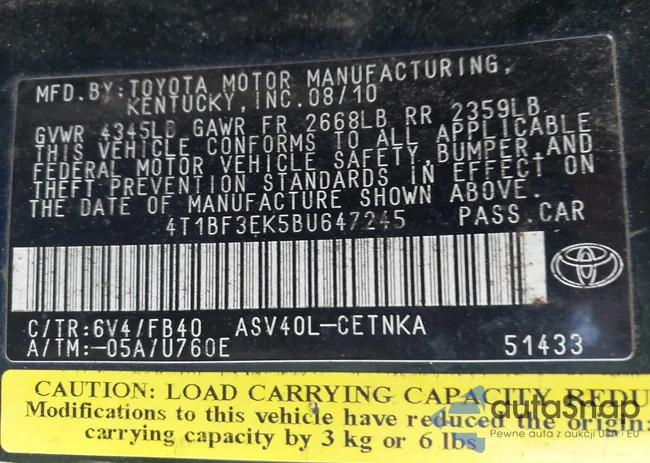 MFD. BY: TOYOTA MOTOR MANUFACTURING,
KENTUCKY, INC. 08/10
GVWR 4345LB GAWR FR 2668LB RR 2359LB
THIS VEHICLE CONFORMS TO ALL APPLICABLE
FEDERAL MOTOR VEHICLE SAFETY, BUMPER AND
THEFT PREVENTION STANDARDS IN EFFECT ON
THE DATE OF MANUFACTURE SHOWN ABOVE.
4T1BF3EK5BU647245 PASS. CAR
C/TR: 6V4/FB40 ASV40L-CETNKA
A/TM: -05A/U760E 51433
CAUTION: LOAD CARRYING CAPACITY REDU
Modifications to this vehicle have reduced the origina
carrying capacity by 3 kg or 6 lbs
autaSnap
Pewne auta z aukcji USA i EU